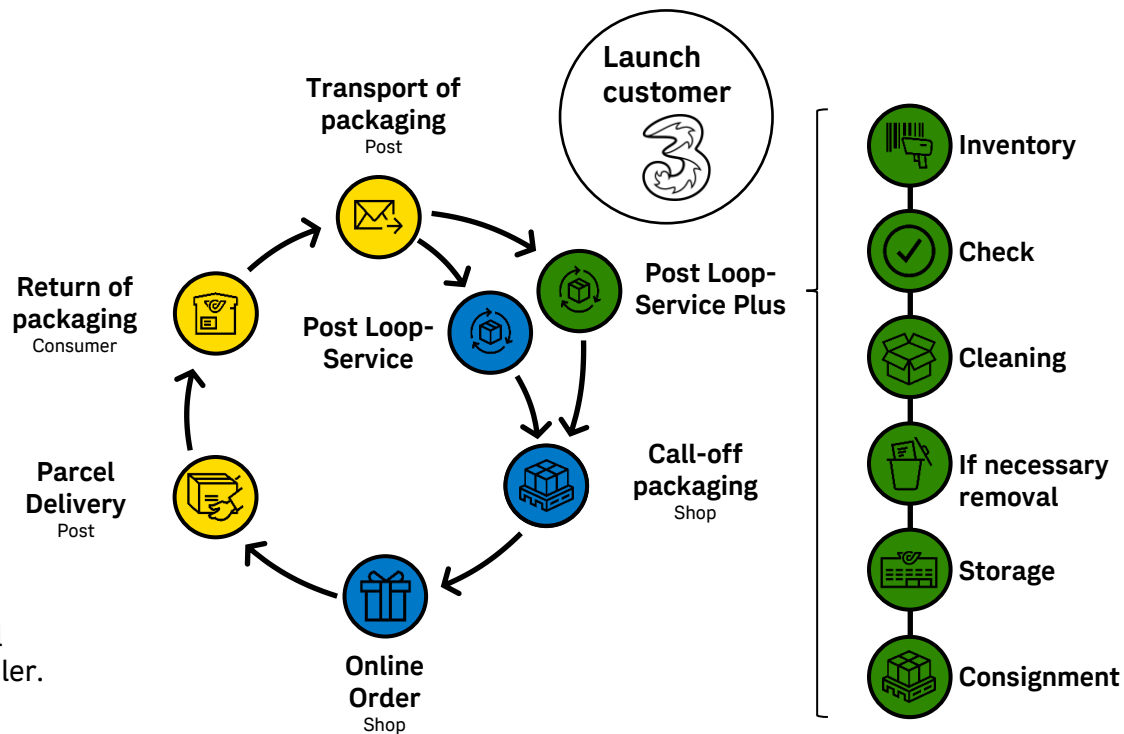 Launch
customer
3
Transport of
packaging
Post
Inventory
Check
Post Loop-
Service Plus
Return of
packaging
Consumer
Post Loop-
Service
Cleaning
Parcel
Delivery
Post
Call-off
packaging
Shop
If necessary
removal
Storage
ler.
Online
Order
Shop
Consignment